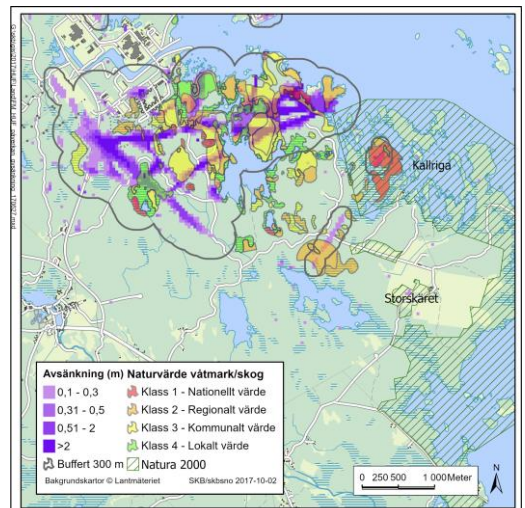 Kallriga
Storskäret
Avsänkning (m)
Naturvärde våtmark/skog
0,1 - 0,3
Klass 1 - Nationellt värde
0,31 - 0,5
Klass 2 - Regionalt värde
0,51 - 2
Klass 3 - Kommunalt värde
>2
Klass 4 - Lokalt värde
Buffert 300 m
Natura 2000
Bakgrundskartor © Lantmäteriet
SKB/skbsno 2017-10-02
0 250 500 1 000 Meter
N